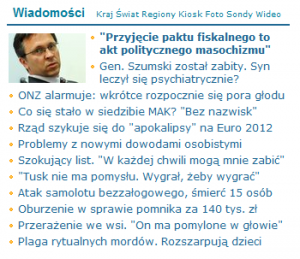 Wiadomości Kraj Świat Regiony Kiosk Foto Sondy Wideo
"Przyjęcie paktu fiskalnego to
akt politycznego masochizmu"
Gen. Szumski został zabity. Syn
leczył się psychiatrycznie?
ONZ alarmuje: wkrótce rozpocznie się pora głodu
Co się stało w siedzibie MAK? "Bez nazwisk"
Rząd szykuje się do "apokalipsy" na Euro 2012
Problemy z nowymi dowodami osobistymi
Szokujący list. "W każdej chwili mogą mnie zabić"
"Tusk nie ma pomysłu. Wygrał, żeby wygrać"
Atak samolotu bezzałogowego, śmierć 15 osób
Oburzenie w sprawie pomnika za 140 tys. zł
Przerażenie we wsi. "On ma pomylone w głowie"
Plaga rytualnych mordów. Rozszarpują dzieci